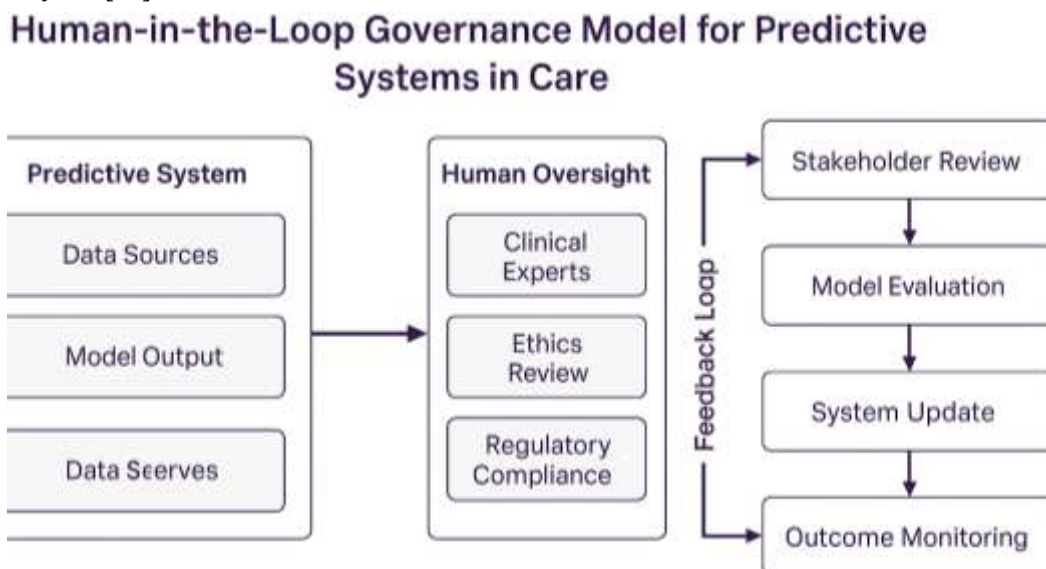 Human-in-the-Loop Governance Model for Predictive
Systems in Care
Predictive System
Data Sources
Model Output
Data Seerves
Human Oversight
Clinical
Experts
Ethics
Review
Regulatory
Compliance
Feedback Loop
Stakeholder Review
Model Evaluation
System Update
Outcome Monitoring